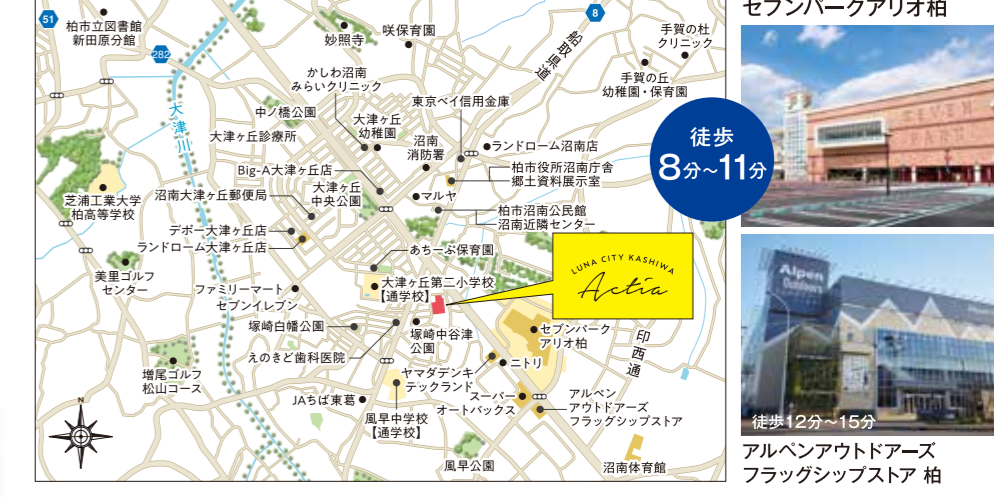 51
柏市立図書館
新田原分館
282
妙照寺
咲保育園
8
船取県道
手賀の杜
クリニック
手賀の丘
幼稚園・保育園
セブンパークアリオ柏
SEVEN
PARK
かしわ沼南
みらいクリニック
中ノ橋公園
東京ベイ信用金庫
大津川
大津ヶ丘診療所
大津ヶ丘
幼稚園
沼南
消防署
ランドローム沼南店
徒歩
8分~11分
Big-A大津ヶ丘店
柏市役所沼南庁舎
郷土資料展示室
芝浦工業大学
柏高等学校
沼南大津ヶ丘郵便局
大津ヶ丘
中央公園
マルヤ
柏市沼南公民館
沼南近隣センター
デポー大津ヶ丘店
ランドローム大津ヶ丘店
あちーぶ保育園
LUNA CITY KASHIWA
Actia
美里ゴルフ
センター
ファミリーマート
セブンイレブン
大津ヶ丘第二小学校
【通学校】
塚崎白幡公園
塚崎中谷津
公園
セブンパーク
アリオ柏
印西通
えのきど歯科医院
ニトリ
増尾ゴルフ
松山コース
ヤマダデンキ
テックランド
JAちば東葛
スーパー
オートバックス
アルペン
アウトドアーズ
フラッグシップストア
風早中学校
【通学校】
N
風早公園
沼南体育館
Alpen
Outdoors
徒歩12分~15分
アルペンアウトドアーズ
フラッグシップストア 柏